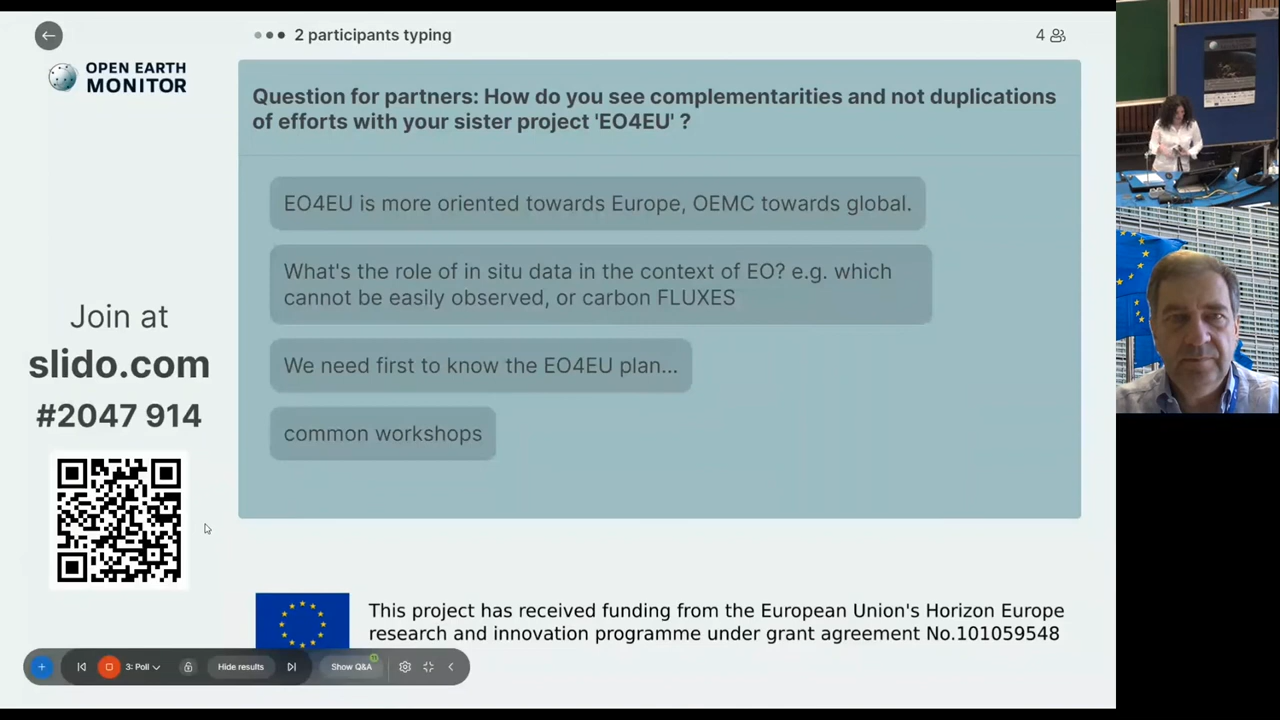 2 participants typing
4
OPEN EARTH
MONITOR
Question for partners: How do you see complementarities and not duplications
of efforts with your sister project 'EO4EU' ?
EO4EU is more oriented towards Europe, OEMC towards global.
What's the role of in situ data in the context of EO? e.g. which
cannot be easily observed, or carbon FLUXES
We need first to know the EO4EU plan...
common workshops
Join at
slido.com
#2047 914
This project has received funding from the European Union's Horizon Europe
research and innovation programme under grant agreement No.101059548
3: Poll
Hide results
Show Q&A